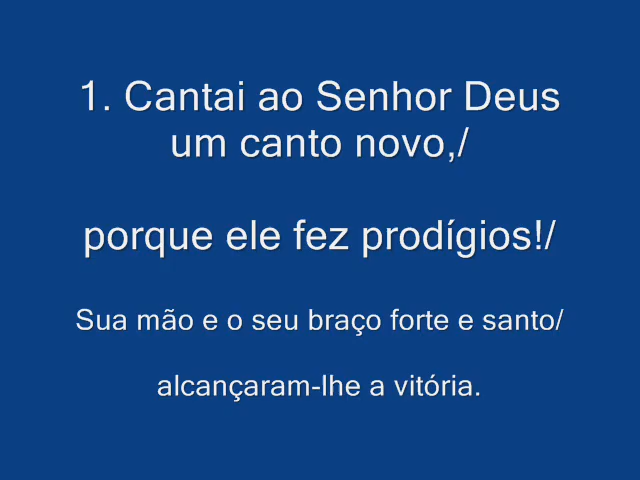 1. Cantai ao Senhor Deus
um canto novo,/
porque ele fez prodígios!/
Sua mão e o seu braço forte e santo/
alcançaram-lhe a vitória.